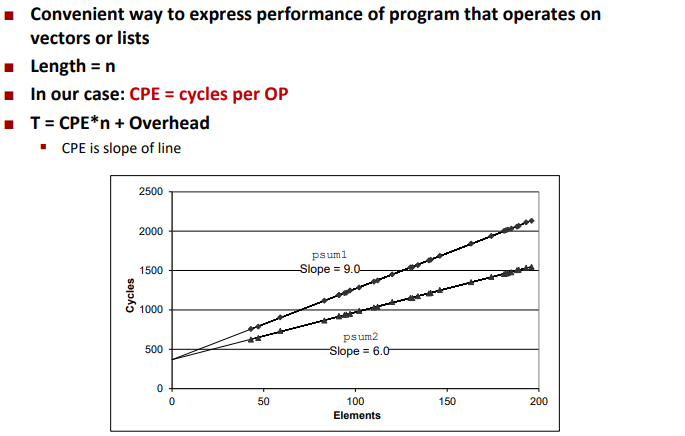 Convenient way to express performance of program that operates on
vectors or lists
Length = n
In our case: CPE = cycles per OP
T = CPE*n + Overhead
CPE is slope of line
2500
2000
1500
1000
500
0
Cycles
psum1
Slope = 9.0
psum2
Slope = 6.0
0 50 100 150 200
Elements